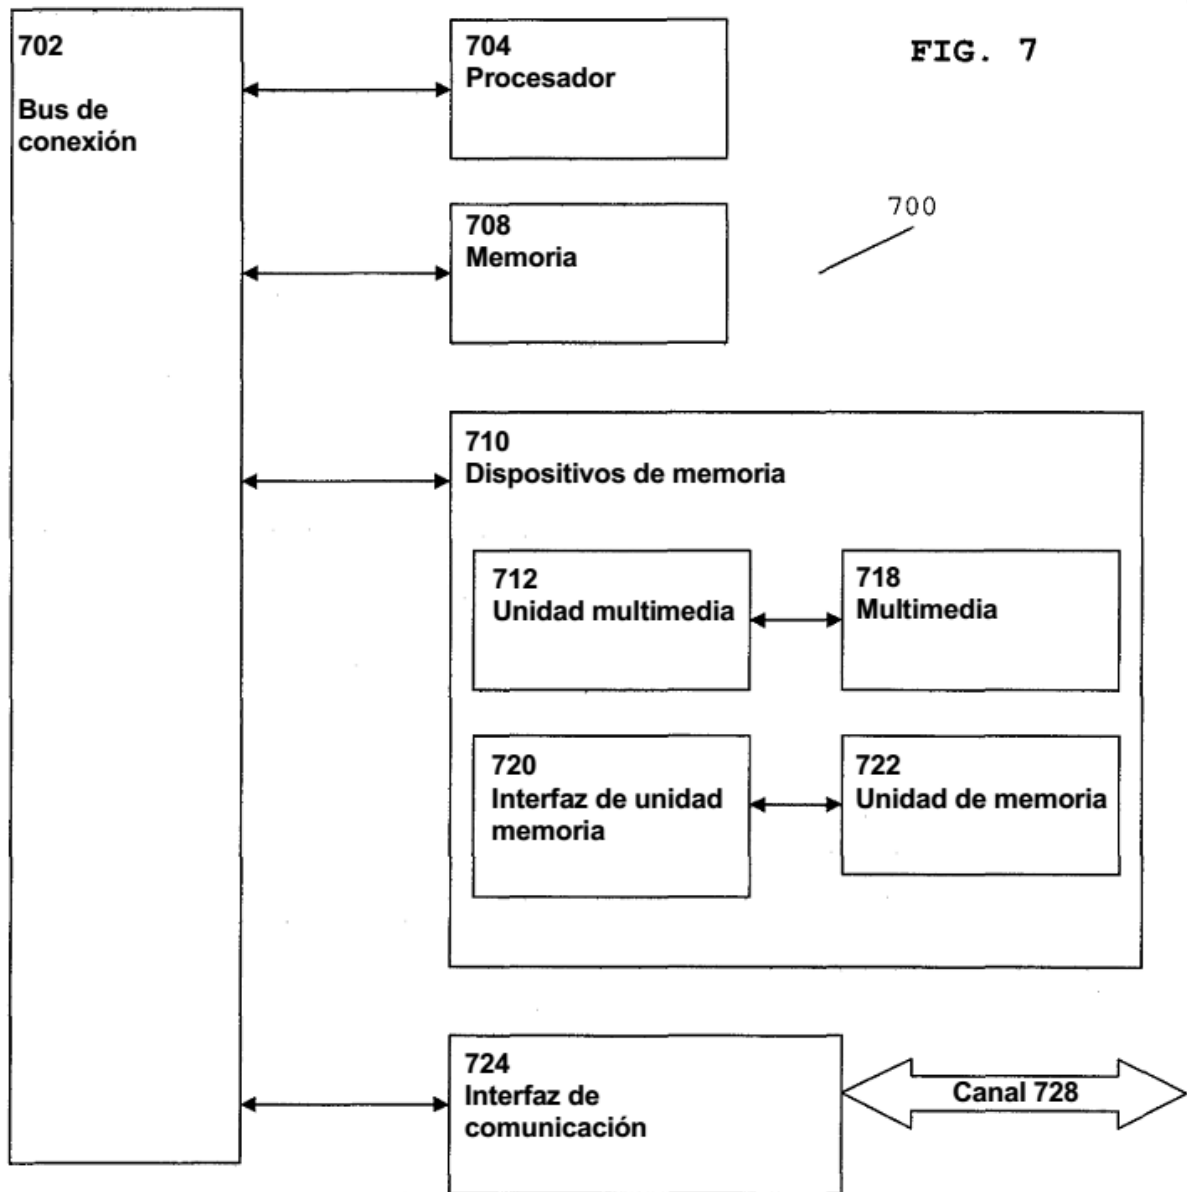 702
Bus de
conexión
704
Procesador
FIG. 7
708
Memoria
700
710
Dispositivos de memoria
712
Unidad multimedia
718
Multimedia
720
Interfaz de unidad
memoria
722
Unidad de memoria
724
Interfaz de
comunicación
Canal 728